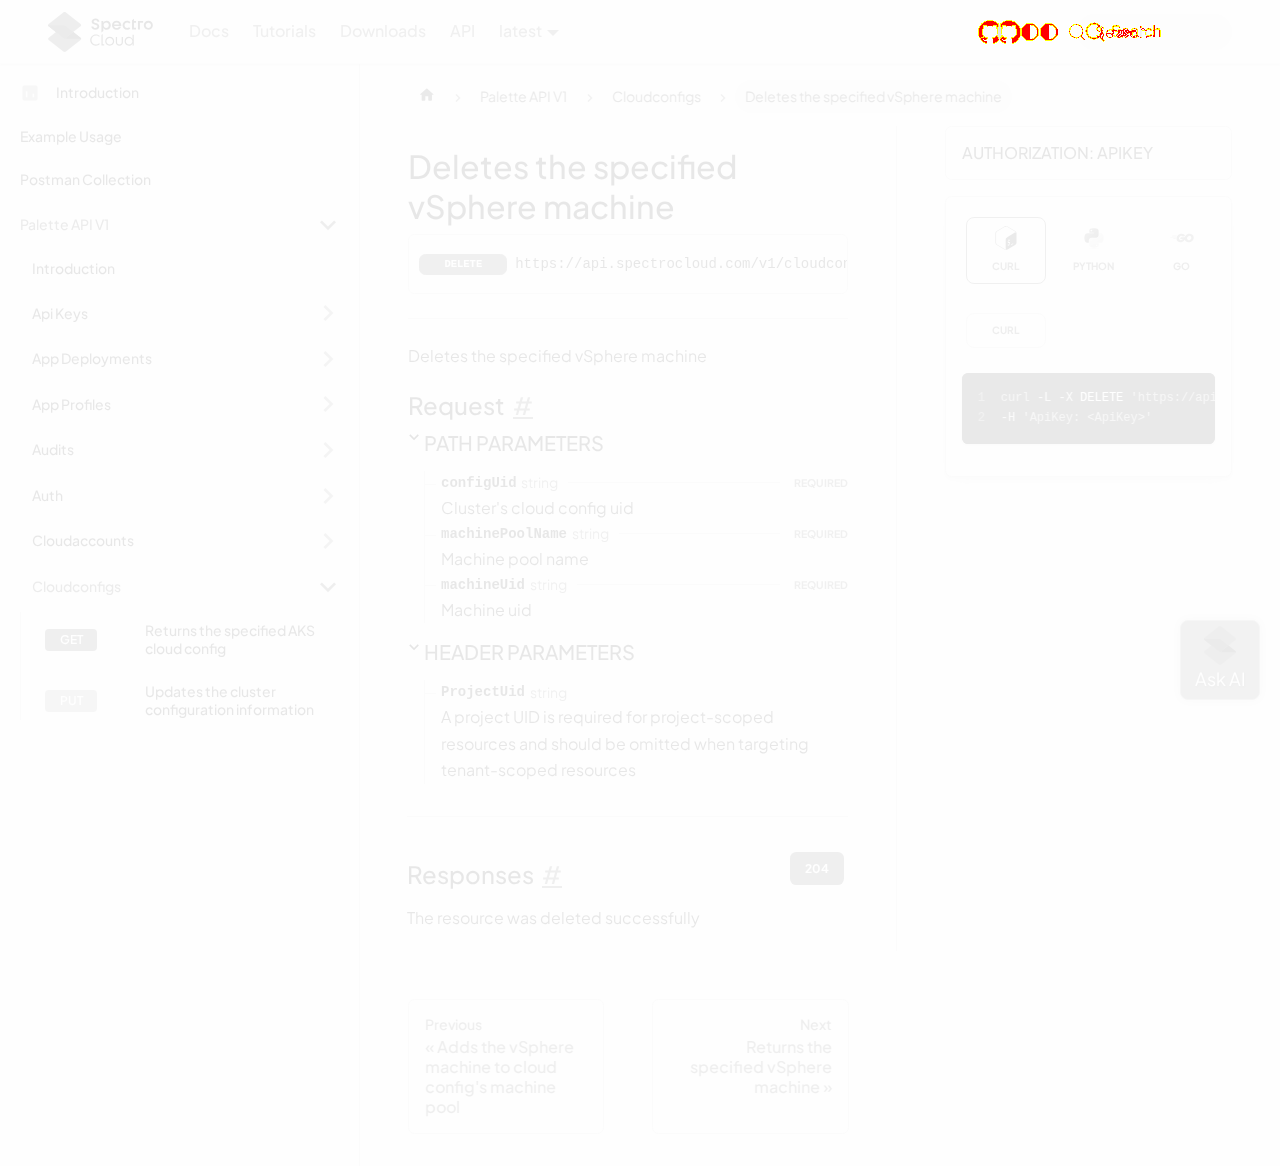 Spectro Cloud Docs Tutorials Downloads API latest
Introduction
Example Usage
Postman Collection
Palette API V1
Introduction
Api Keys
App Deployments
App Profiles
Audits
Auth
Cloudaccounts
Cloudconfigs
GET Returns the specified AKS
cloud config
PUT Updates the cluster
configuration information
Palette API V1 Cloudconfigs Deletes the specified vSphere machine
Deletes the specified
vSphere machine
DELETE https://api.spectrocloud.com/v1/cloudcon
Deletes the specified vSphere machine
Request #
PATH PARAMETERS
configUid string REQUIRED
Cluster's cloud config uid
machinePoolName string REQUIRED
Machine pool name
machineUid string REQUIRED
Machine uid
HEADER PARAMETERS
ProjectUid string
A project UID is required for project-scoped
resources and should be omitted when targeting
tenant-scoped resources
Responses # 204
The resource was deleted successfully
Previous
« Adds the vSphere
machine to cloud
config's machine
pool
Next
Returns the
specified vSphere
machine »
AUTHORIZATION: APIKEY
CURL PYTHON GO
CURL
1 curl -L -X DELETE 'https://api
2 -H 'ApiKey: <ApiKey>'
Ask AI